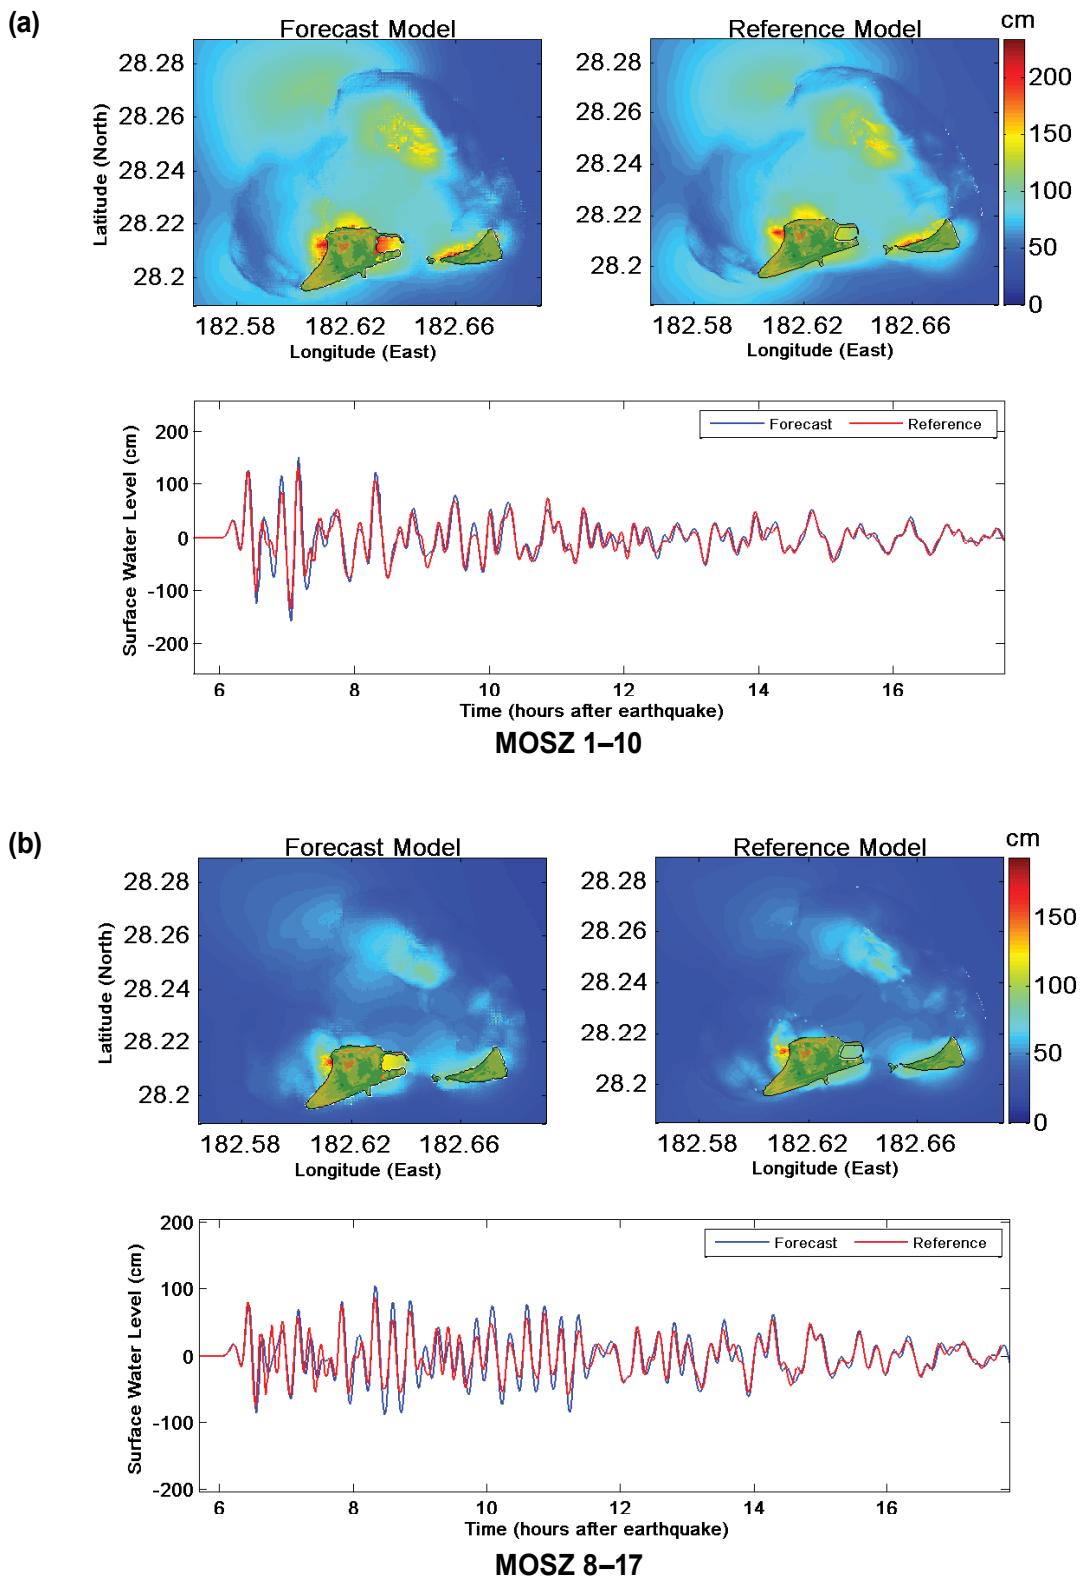 (a)
Forecast Model
Reference Model
cm
28.28
28.26
28.24
28.22
28.2
Latitude (North)
182.58
182.62
182.66
Longitude (East)
28.28
28.26
28.24
28.22
28.2
182.58
182.62
182.66
Longitude (East)
200
150
100
50
0
200
100
0
-100
-200
Surface Water Level (cm)
Forecast
Reference
6
8
10
12
14
16
Time (hours after earthquake)
MOSZ 1–10
(b)
Forecast Model
Reference Model
cm
28.28
28.26
28.24
28.22
28.2
Latitude (North)
182.58
182.62
182.66
Longitude (East)
28.28
28.26
28.24
28.22
28.2
182.58
182.62
182.66
Longitude (East)
150
100
50
0
200
100
0
-100
-200
Surface Water Level (cm)
Forecast
Reference
6
8
10
12
14
16
Time (hours after earthquake)
MOSZ 8–17